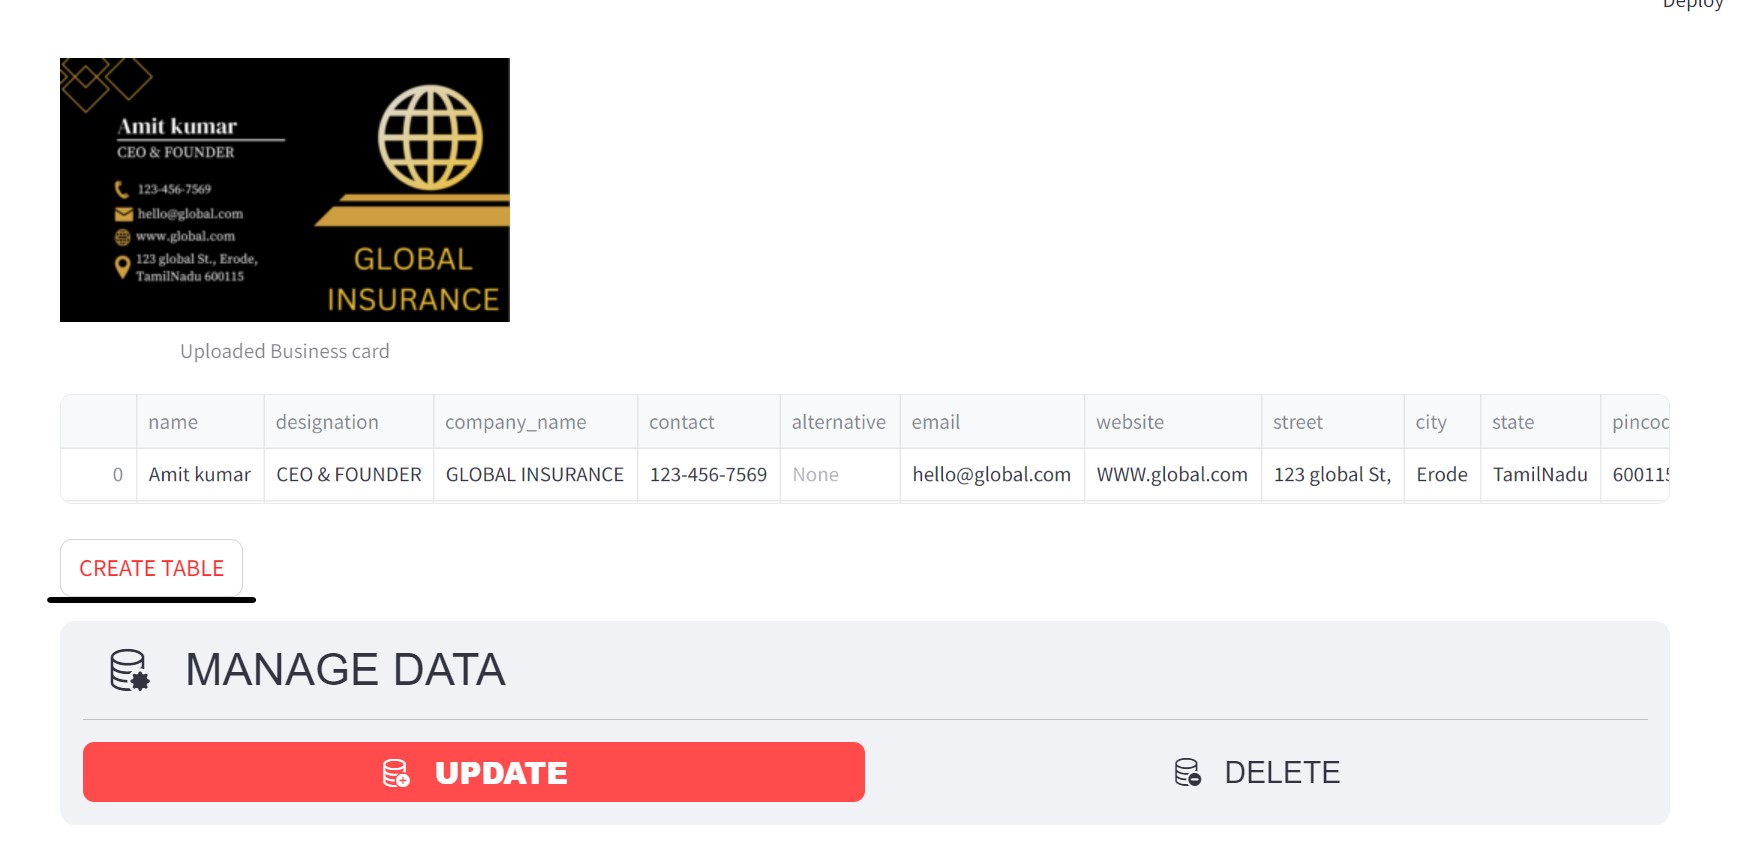 Deploy
Amit kumar
CEO & FOUNDER
123-456-7569
hello@global.com
www.global.com
123 global St., Erode,
TamilNadu 600115
GLOBAL
INSURANCE
Uploaded Business card
name designation company_name contact alternative email website street city state pincod
0 Amit kumar CEO & FOUNDER GLOBAL INSURANCE 123-456-7569 None hello@global.com WWW.global.com 123 global St, Erode TamilNadu 600115
CREATE TABLE
MANAGE DATA
UPDATE DELETE